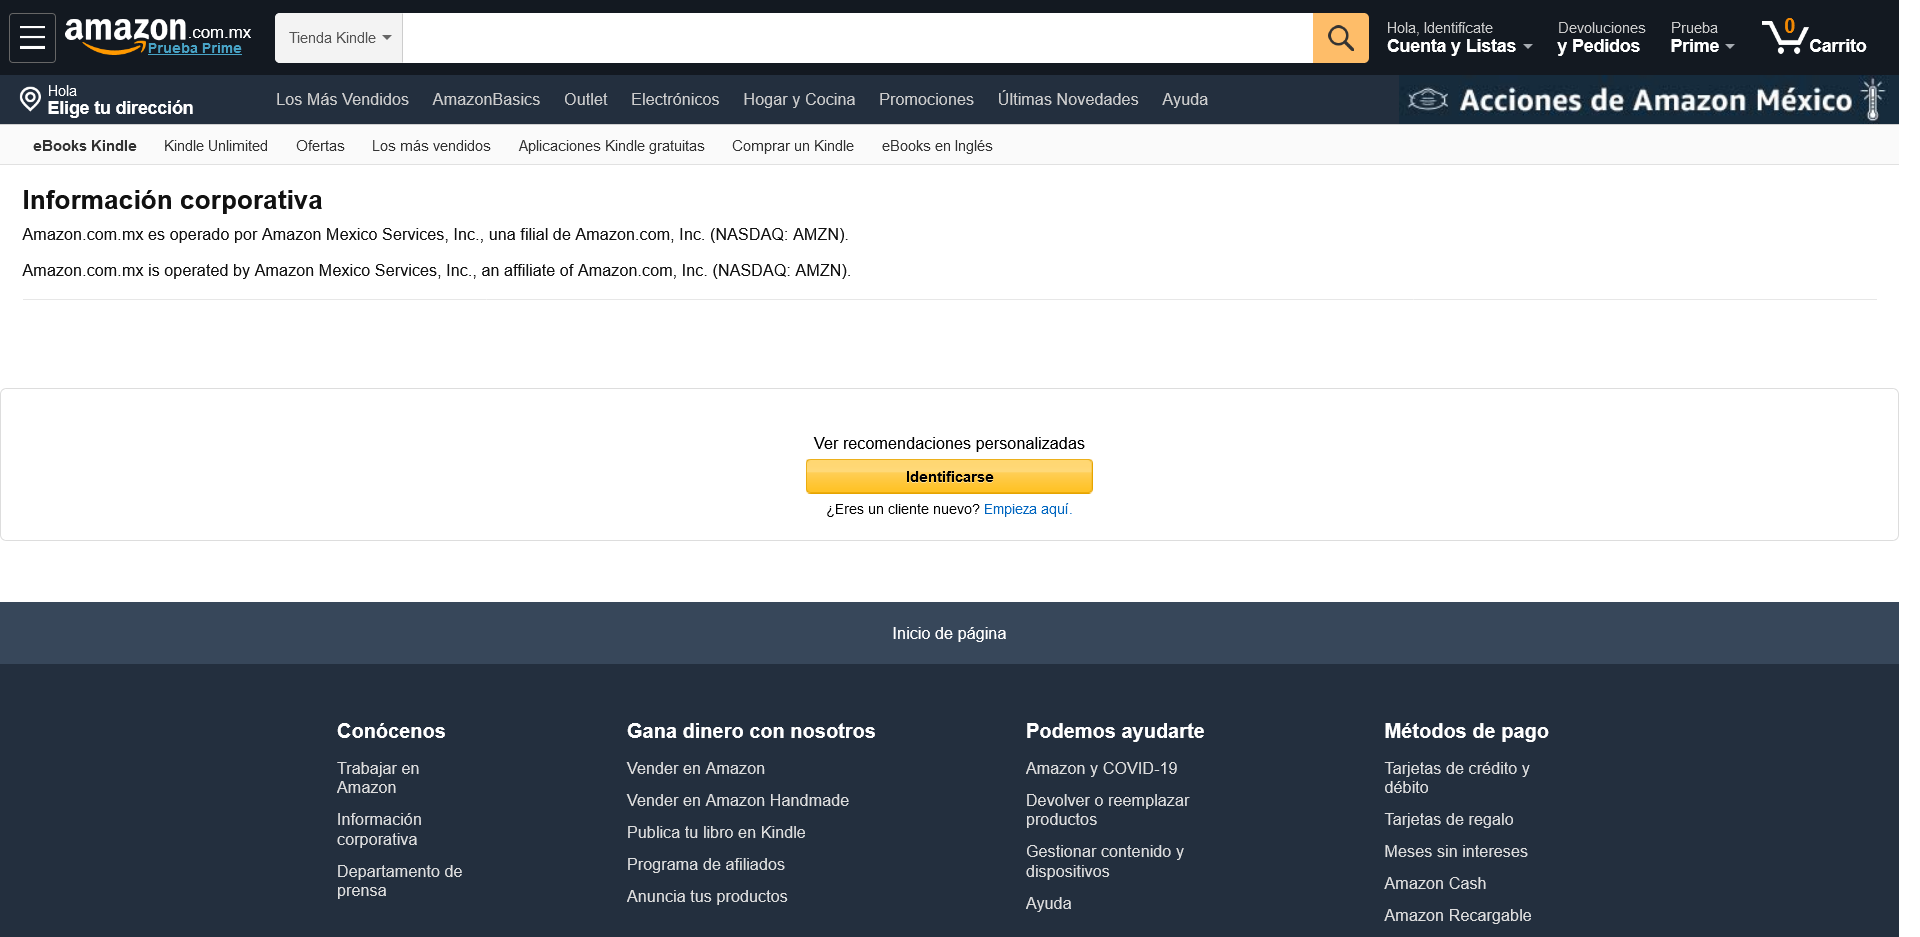 amazon.com.mx
Prueba Prime
Tienda Kindle
Hola, Identifícate
Cuenta y Listas
Devoluciones
y Pedidos
Prueba
Prime
0
Carrito
Hola
Elige tu dirección
Los Más Vendidos
AmazonBasics
Outlet
Electrónicos
Hogar y Cocina
Promociones
Últimas Novedades
Ayuda
Acciones de Amazon México
eBooks Kindle
Kindle Unlimited
Ofertas
Los más vendidos
Aplicaciones Kindle gratuitas
Comprar un Kindle
eBooks en Inglés
Información corporativa
Amazon.com.mx es operado por Amazon Mexico Services, Inc., una filial de Amazon.com, Inc. (NASDAQ: AMZN).
Amazon.com.mx is operated by Amazon Mexico Services, Inc., an affiliate of Amazon.com, Inc. (NASDAQ: AMZN).
Ver recomendaciones personalizadas
Identificarse
¿Eres un cliente nuevo? Empieza aquí.
Inicio de página
Conócenos
Trabajar en
Amazon
Información
corporativa
Departamento de
prensa
Gana dinero con nosotros
Vender en Amazon
Vender en Amazon Handmade
Publica tu libro en Kindle
Programa de afiliados
Anuncia tus productos
Podemos ayudarte
Amazon y COVID-19
Devolver o reemplazar
productos
Gestionar contenido y
dispositivos
Ayuda
Métodos de pago
Tarjetas de crédito y
débito
Tarjetas de regalo
Meses sin intereses
Amazon Cash
Amazon Recargable